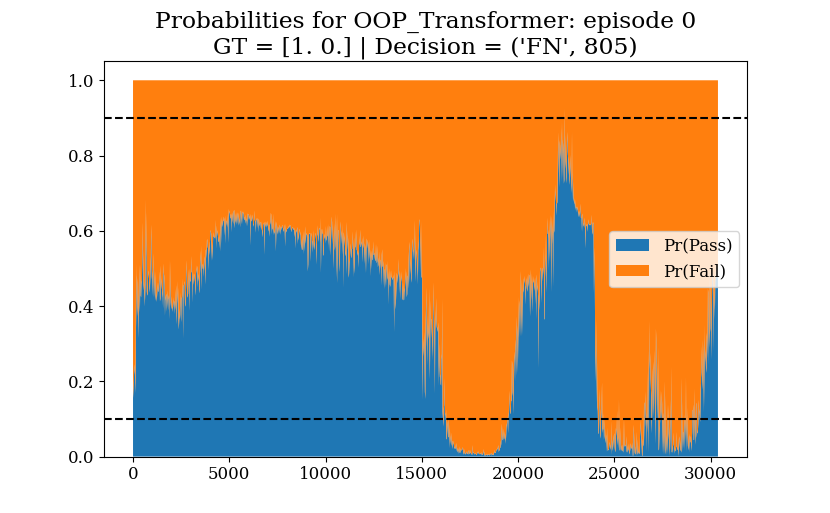 Probabilities for OOP_Transformer: episode 0
GT = [1. 0.] | Decision = ('FN', 805)
1.0
0.8
0.6
0.4
0.2
0.0
Pr(Pass)
Pr(Fail)
0 5000 10000 15000 20000 25000 30000